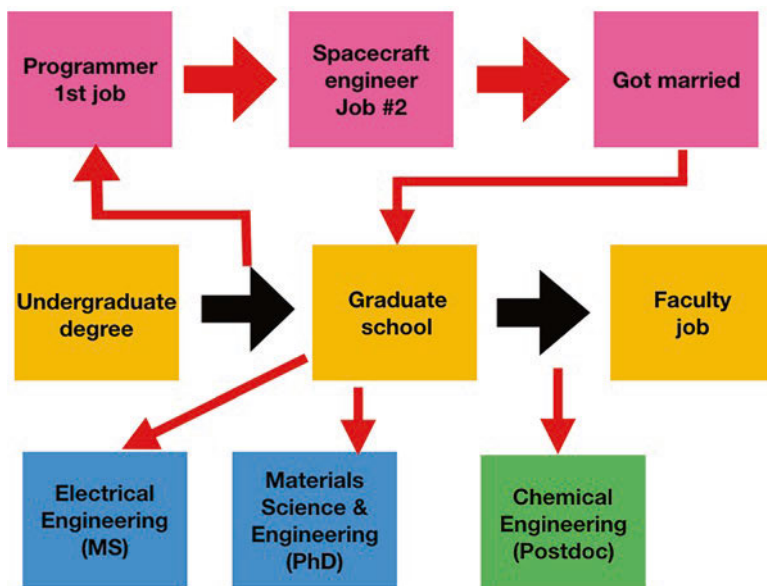 Programmer
1st job
Spacecraft
engineer
Job #2
Got married
Undergraduate
degree
Graduate
school
Faculty
job
Electrical
Engineering
(MS)
Materials
Science &
Engineering
(PhD)
Chemical
Engineering
(Postdoc)